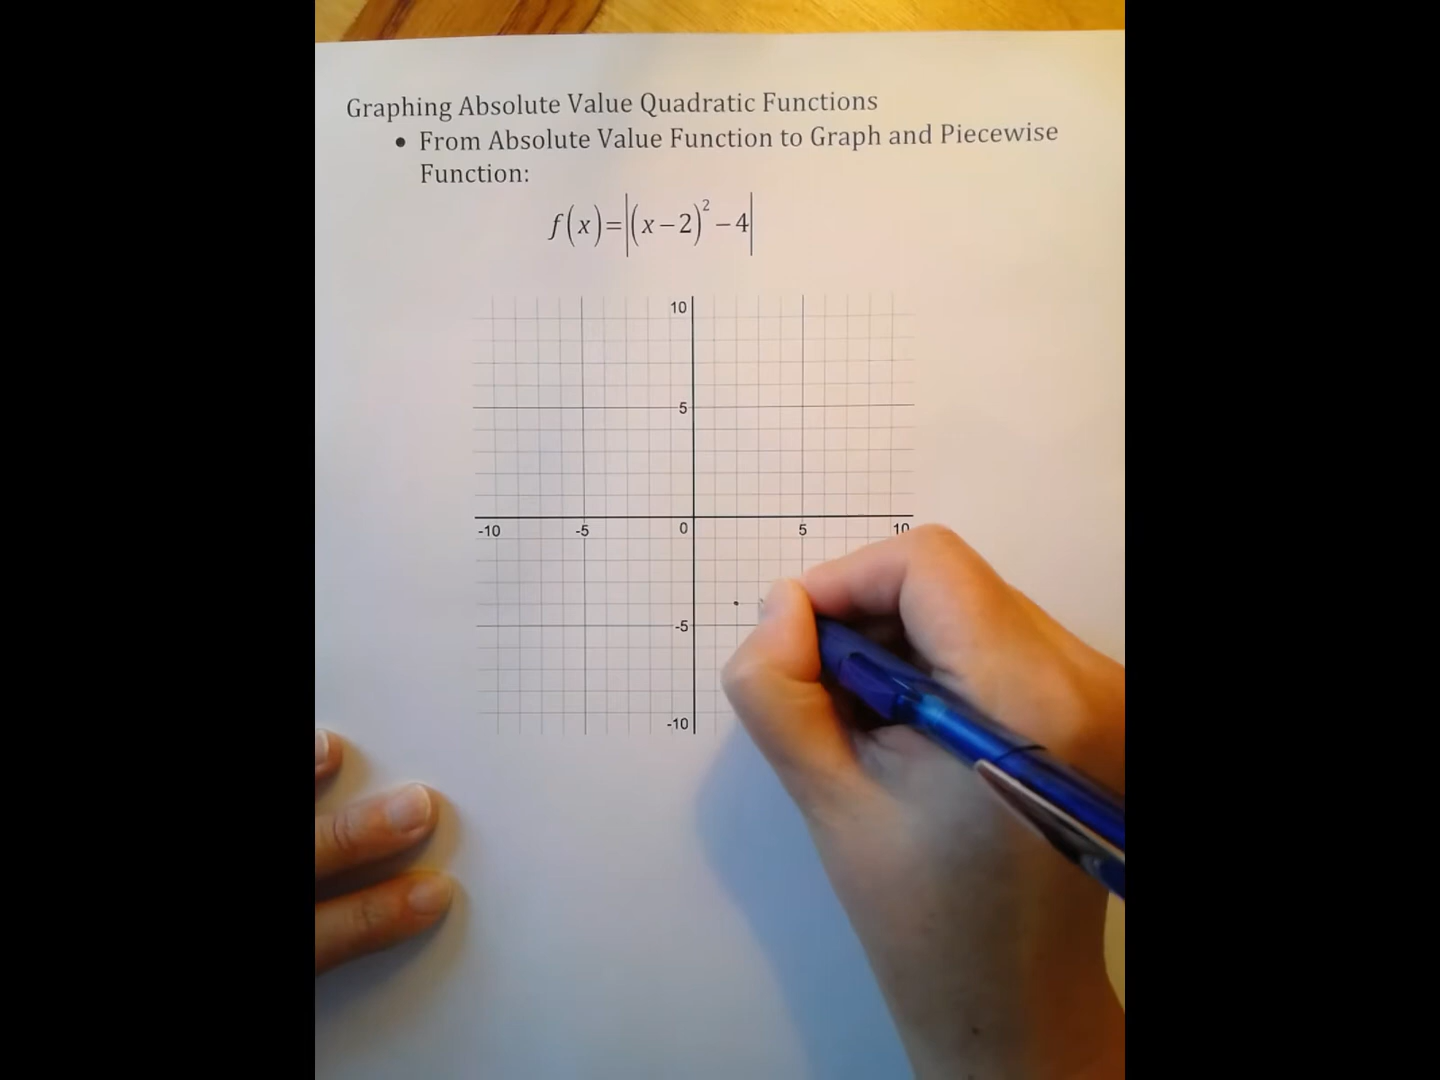 Graphing Absolute Value Quadratic Functions
• From Absolute Value Function to Graph and Piecewise
Function:
f(x)=|(x−2)²−4|
10
5
-10 -5 0 5 10
-5
-10